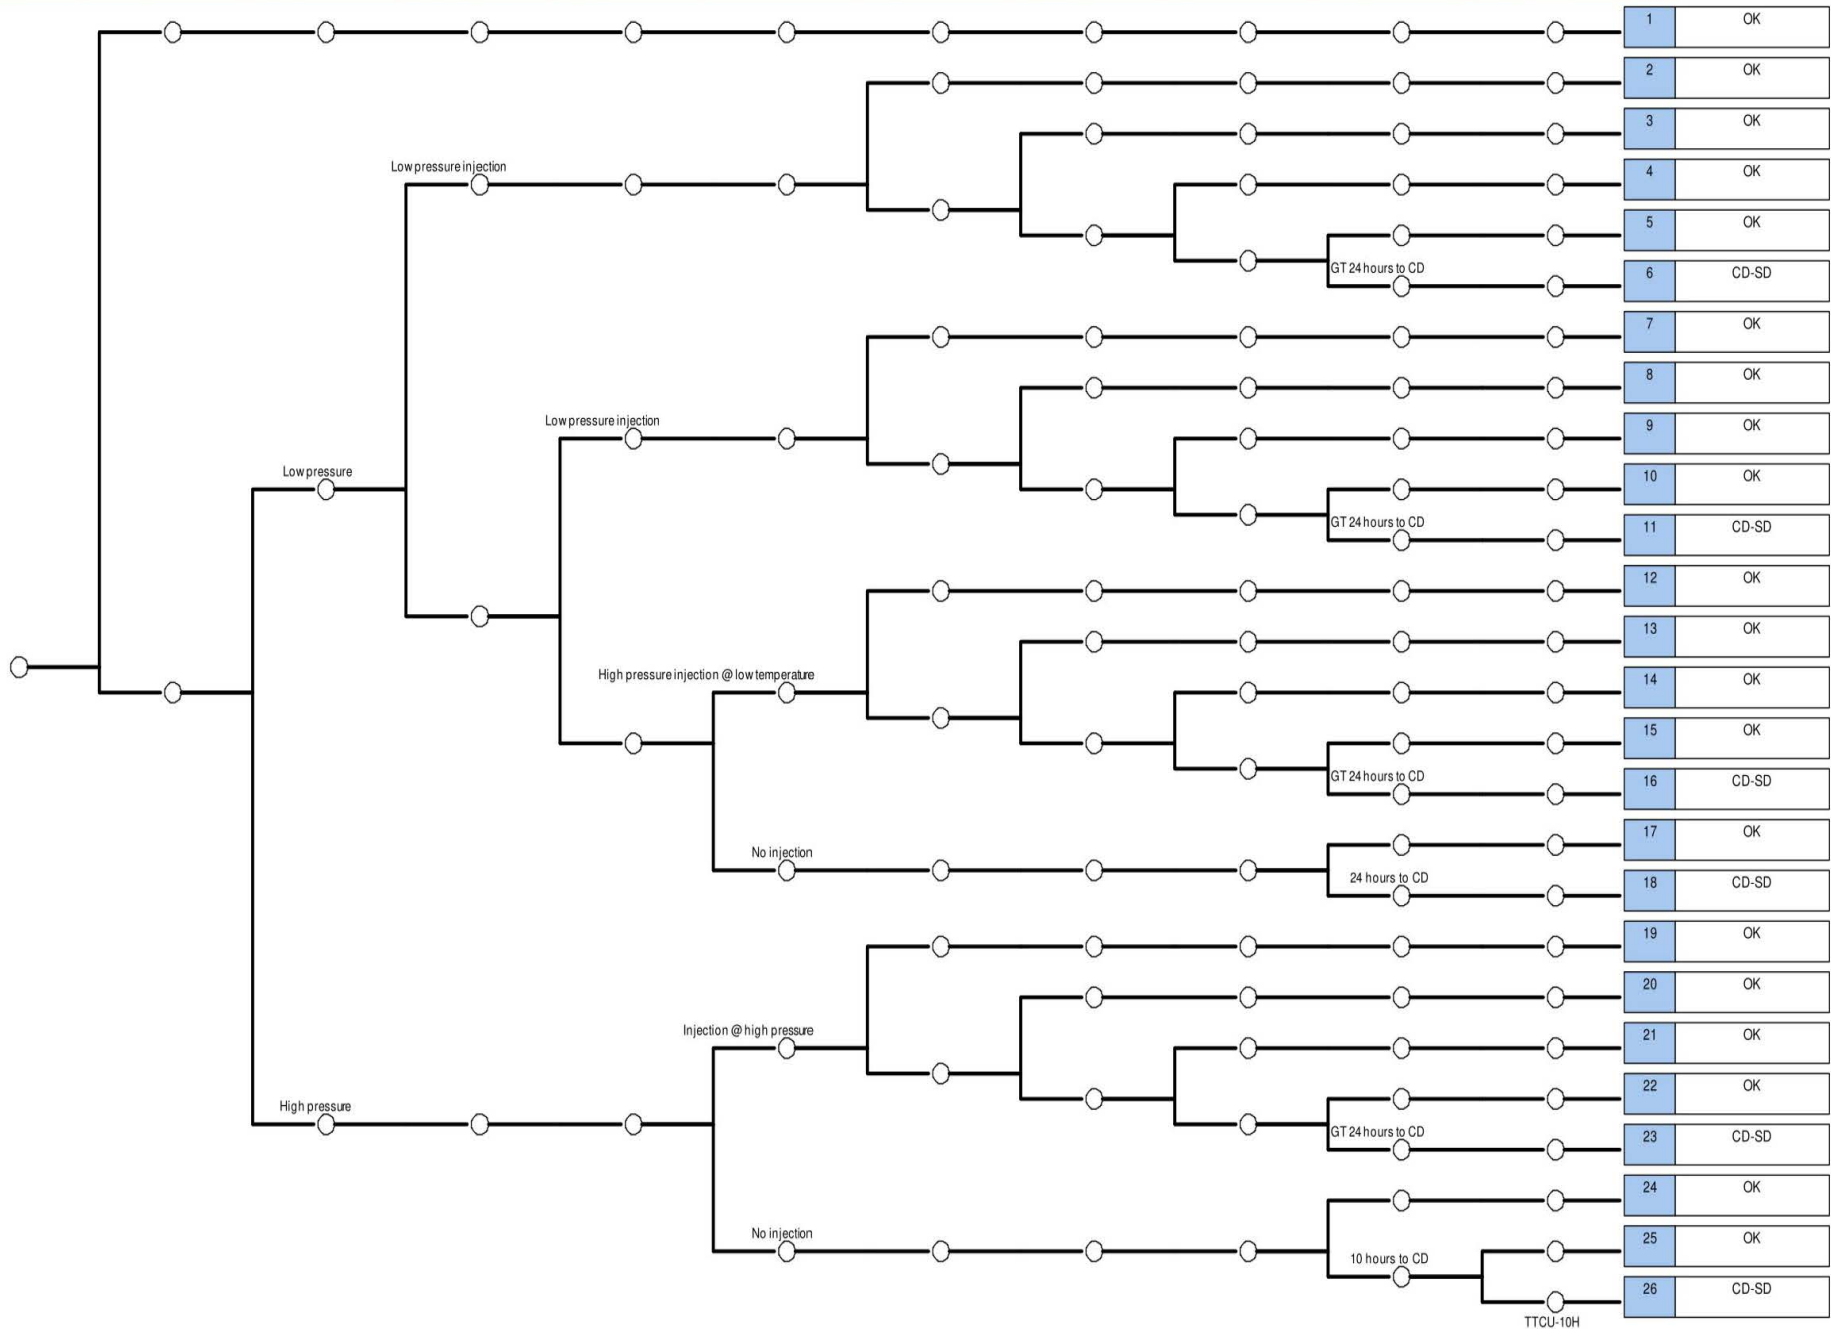 1 OK
2 OK
3 OK
Low pressure injection
4 OK
5 OK
GT 24 hours to CD
6 CD-SD
7 OK
8 OK
Low pressure injection
9 OK
Low pressure
10 OK
GT 24 hours to CD
11 CD-SD
12 OK
13 OK
High pressure injection @ low temperature
14 OK
15 OK
GT 24 hours to CD
16 CD-SD
17 OK
No injection
24 hours to CD
18 CD-SD
19 OK
20 OK
Injection @ high pressure
21 OK
22 OK
High pressure
GT 24 hours to CD
23 CD-SD
24 OK
No injection
25 OK
10 hours to CD
26 CD-SD
TTCU-10H